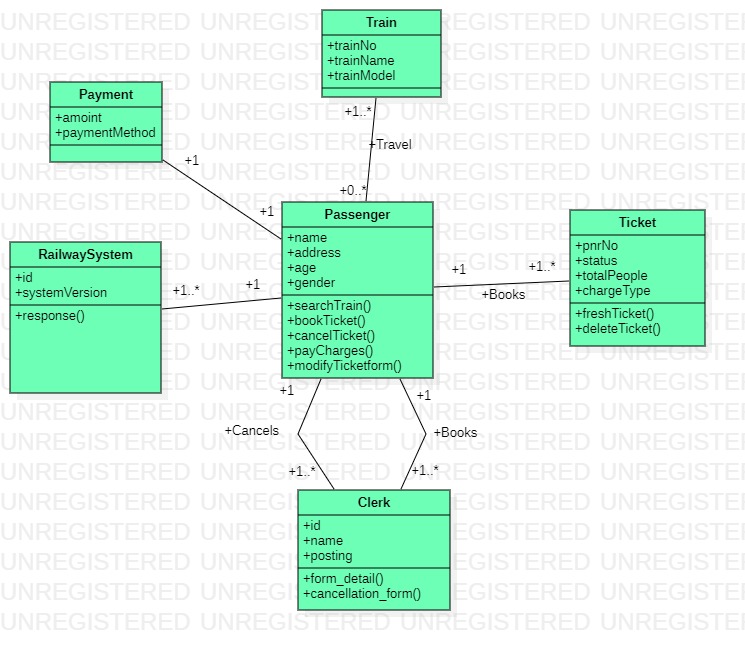 UNREGISTERED UNREGISTERED UNREGISTERED UNREGISTERED
Train
+trainNo
+trainName
+trainModel
Payment
+amoint
+paymentMethod
+1..*
+Travel
+0..*
+1
+1
Passenger
+name
+address
+age
+gender
+searchTrain()
+bookTicket()
+cancelTicket()
+payCharges()
+modifyTicketform()
Ticket
+pnrNo
+status
+totalPeople
+chargeType
+freshTicket()
+deleteTicket()
RailwaySystem
+id
+systemVersion
+response()
+1..*
+1
+1
+1..*
+Books
+1
+1
+Cancels
+Books
+1..*
+1..*
Clerk
+id
+name
+posting
+form_detail()
+cancellation_form()